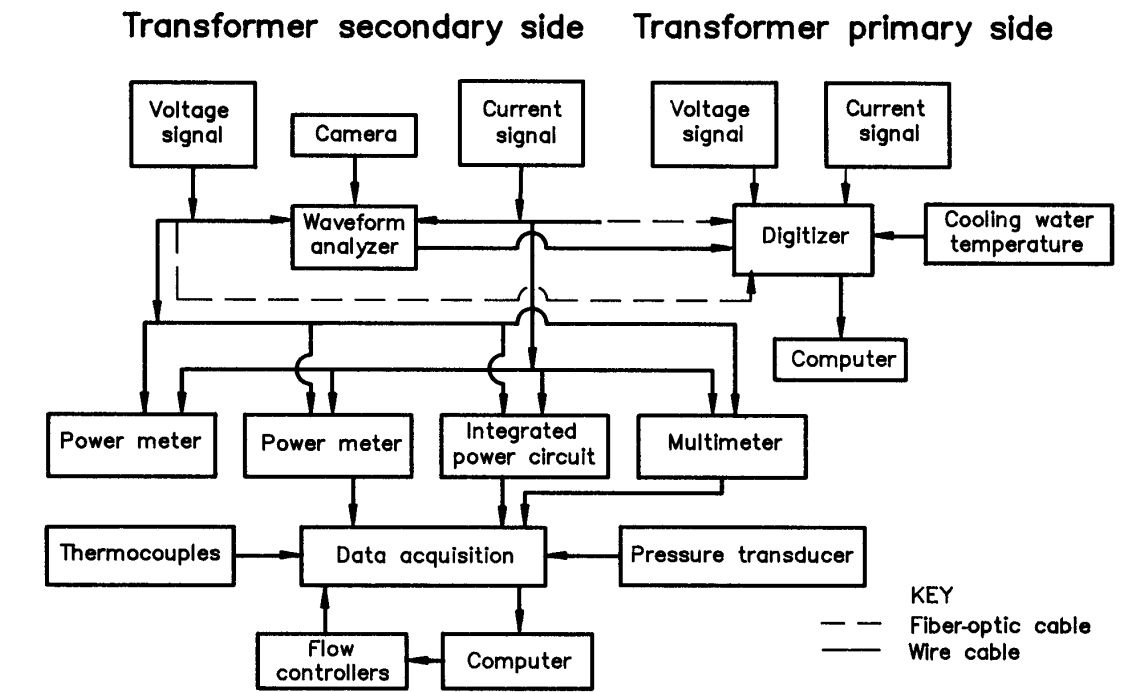 Transformer secondary side
Transformer primary side
Voltage
signal
Camera
Current
signal
Voltage
signal
Current
signal
Waveform
analyzer
Digitizer
Cooling water
temperature
Computer
Power meter
Power meter
Integrated
power circuit
Multimeter
Thermocouples
Data acquisition
Pressure transducer
Flow
controllers
Computer
KEY
Fiber-optic cable
Wire cable